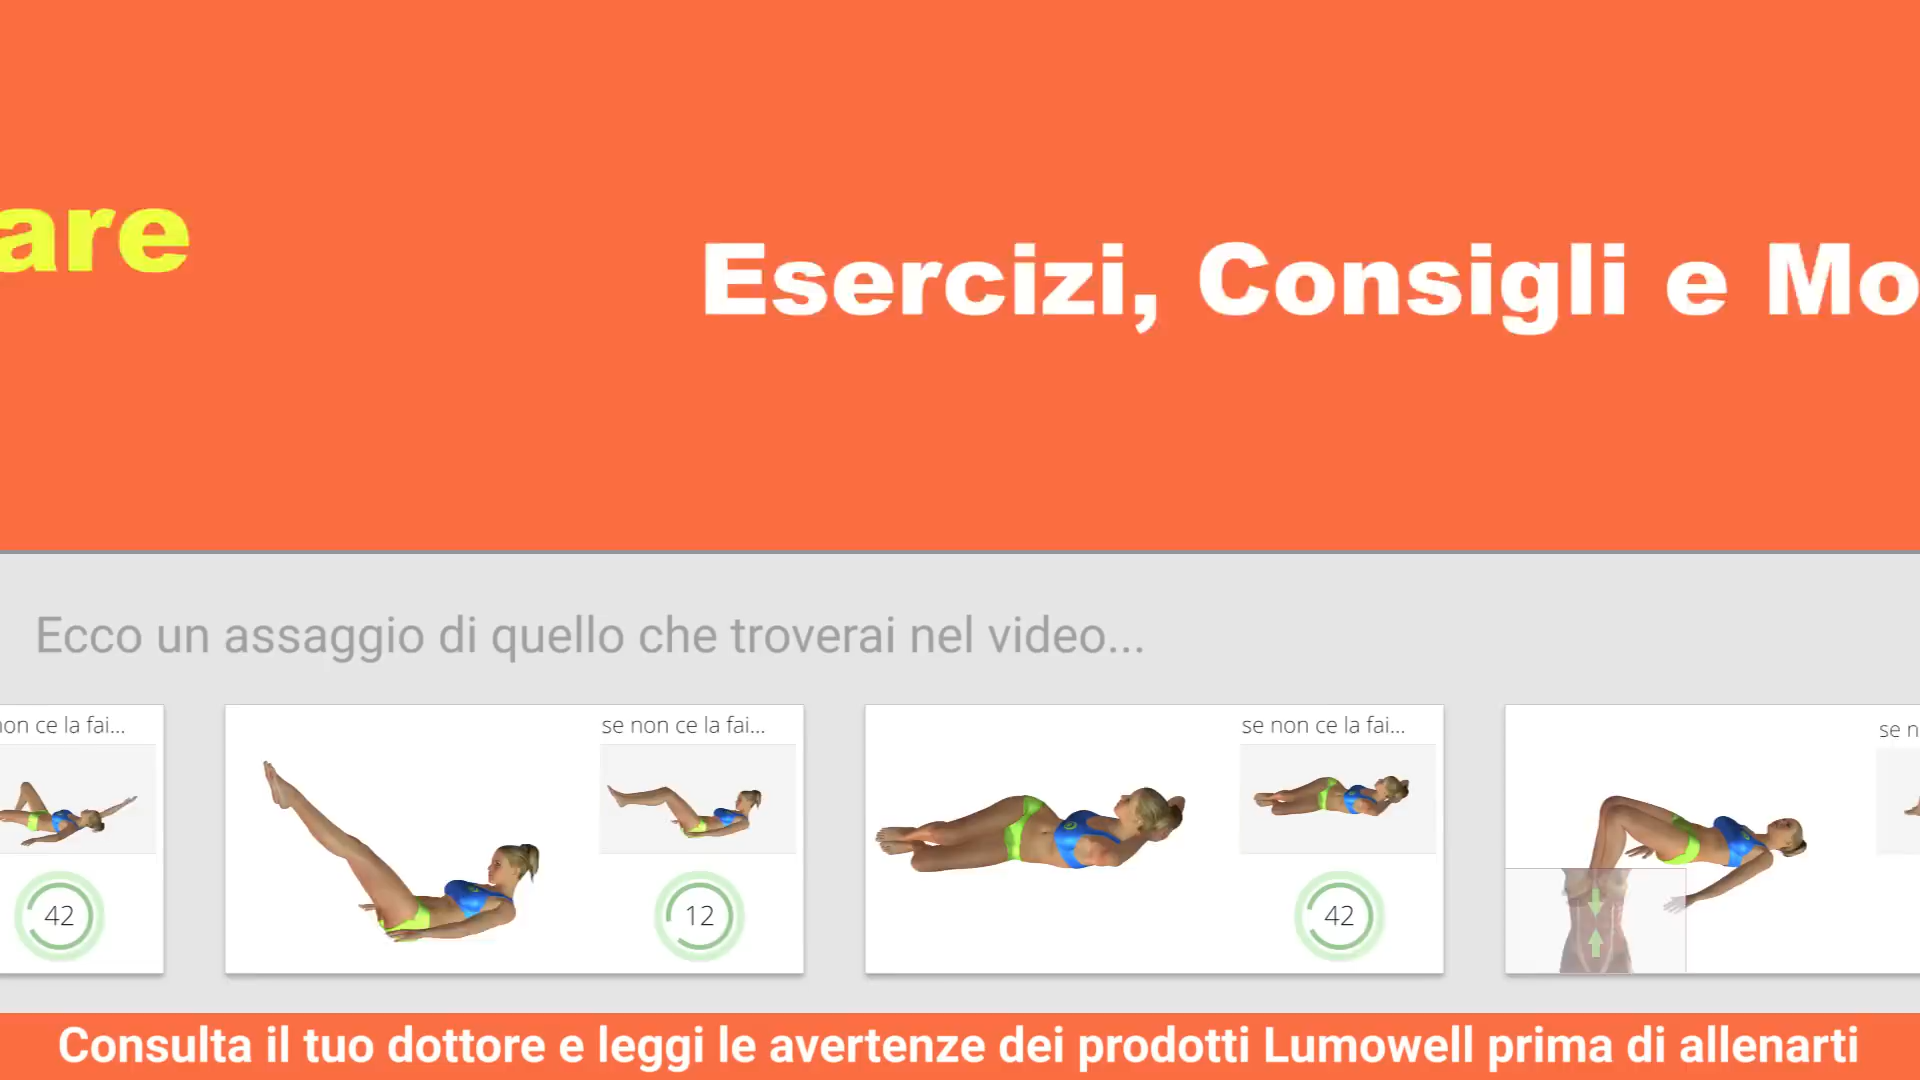 are
Esercizi, Consigli e Mo
Ecco un assaggio di quello che troverai nel video...
non ce la fai...
se non ce la fai...
se non ce la fai...
se n
42
12
42
Consulta il tuo dottore e leggi le avertenze dei prodotti Lumowell prima di allenarti